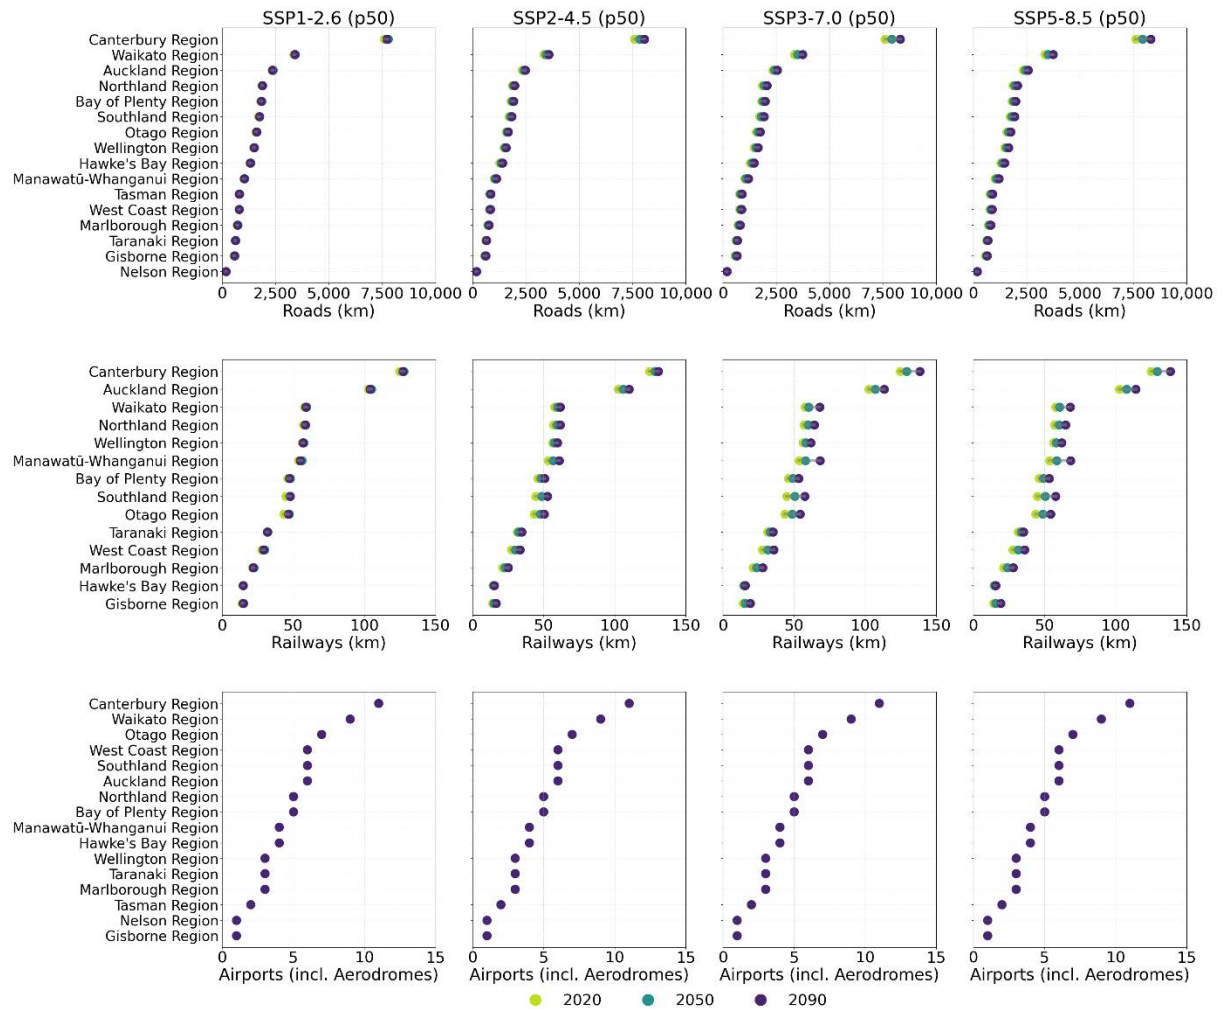 SSP1-2.6 (p50) SSP2-4.5 (p50) SSP3-7.0 (p50) SSP5-8.5 (p50)
Canterbury Region
Waikato Region
Auckland Region
Northland Region
Bay of Plenty Region
Southland Region
Otago Region
Wellington Region
Hawke's Bay Region
Manawatū-Whanganui Region
Tasman Region
West Coast Region
Marlborough Region
Taranaki Region
Gisborne Region
Nelson Region
0 2,500 5,000 7,500 10,000 0 2,500 5,000 7,500 10,000 0 2,500 5,000 7,500 10,000 0 2,500 5,000 7,500 10,000
Roads (km) Roads (km) Roads (km) Roads (km)
Canterbury Region
Auckland Region
Waikato Region
Northland Region
Wellington Region
Manawatū-Whanganui Region
Bay of Plenty Region
Southland Region
Otago Region
Taranaki Region
West Coast Region
Marlborough Region
Hawke's Bay Region
Gisborne Region
0 50 100 150 0 50 100 150 0 50 100 150 0 50 100 150
Railways (km) Railways (km) Railways (km) Railways (km)
Canterbury Region
Waikato Region
Otago Region
West Coast Region
Southland Region
Auckland Region
Northland Region
Bay of Plenty Region
Manawatū-Whanganui Region
Hawke's Bay Region
Wellington Region
Taranaki Region
Marlborough Region
Tasman Region
Nelson Region
Gisborne Region
0 5 10 15 0 5 10 15 0 5 10 15 0 5 10 15
Airports (incl. Aerodromes) Airports (incl. Aerodromes) Airports (incl. Aerodromes) Airports (incl. Aerodromes)
2020 2050 2090